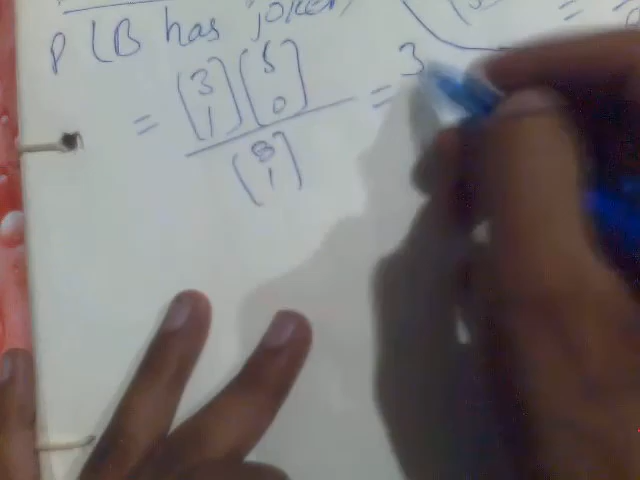 P (B has joker)
= (3 1) (5 0) = 3
(8 1)